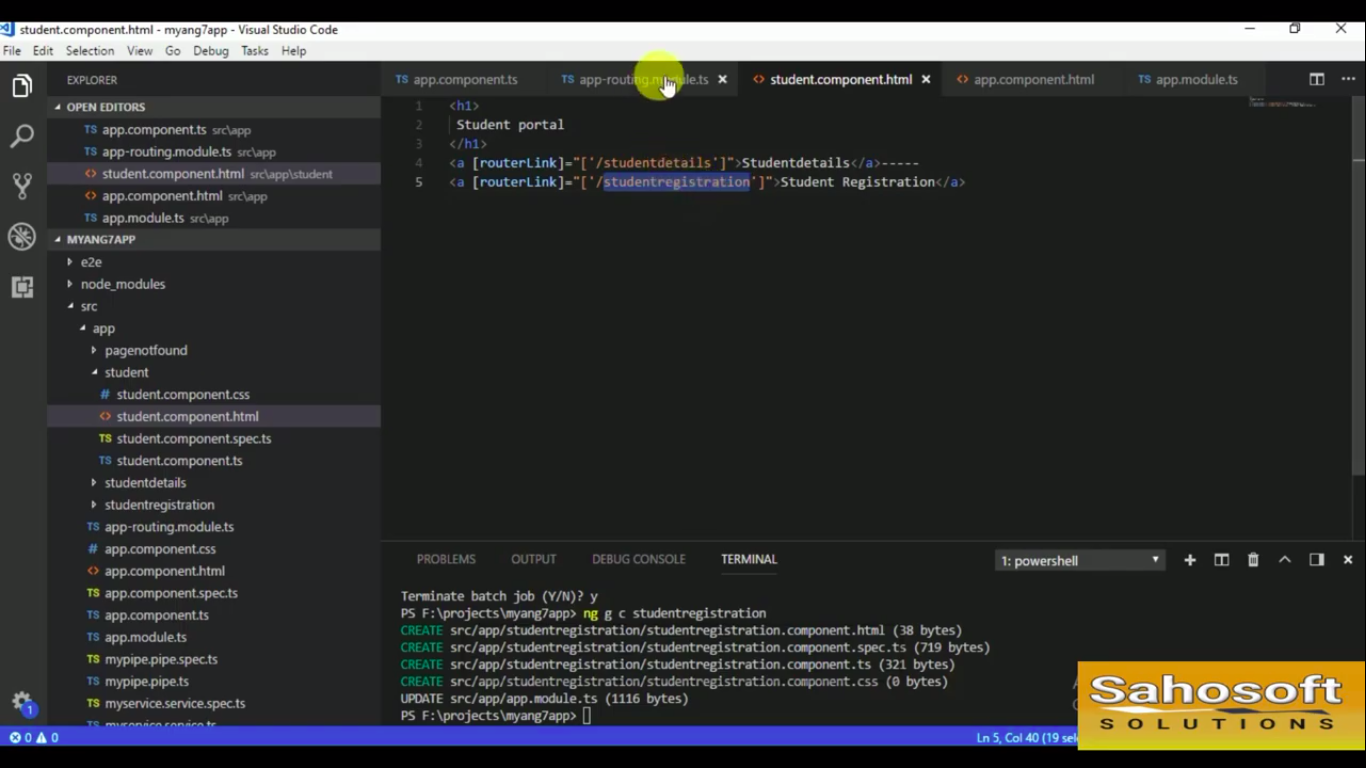 student.component.html - myang7app - Visual Studio Code
File Edit Selection View Go Debug Tasks Help
EXPLORER
OPEN EDITORS
TS app.component.ts src\app
TS app-routing.module.ts src\app
<> student.component.html src\app\student
<> app.component.html src\app
TS app.module.ts src\app
MYANG7APP
e2e
node_modules
src
app
pagenotfound
student
# student.component.css
<> student.component.html
TS student.component.spec.ts
TS student.component.ts
studentdetails
studentregistration
TS app-routing.module.ts
# app.component.css
<> app.component.html
TS app.component.spec.ts
TS app.component.ts
TS app.module.ts
TS mypipe.pipe.spec.ts
TS mypipe.pipe.ts
TS myservice.service.spec.ts
TS myservice.service.ts
1
TS app.component.ts TS app-routing.module.ts <> student.component.html <> app.component.html TS app.module.ts
1 <h1>
2 Student portal
3 </h1>
4 <a [routerLink]="['/studentdetails']">Studentdetails</a>-----
5 <a [routerLink]="['/studentregistration']">Student Registration</a>
PROBLEMS OUTPUT DEBUG CONSOLE TERMINAL 1: powershell
Terminate batch job (Y/N)? y
PS F:\projects\myang7app> ng g c studentregistration
CREATE src/app/studentregistration/studentregistration.component.html (38 bytes)
CREATE src/app/studentregistration/studentregistration.component.spec.ts (719 bytes)
CREATE src/app/studentregistration/studentregistration.component.ts (321 bytes)
CREATE src/app/studentregistration/studentregistration.component.css (0 bytes)
UPDATE src/app/app.module.ts (1116 bytes)
PS F:\projects\myang7app>
0 0
Ln 5, Col 40 (19 sele
Sahosoft
SOLUTIONS